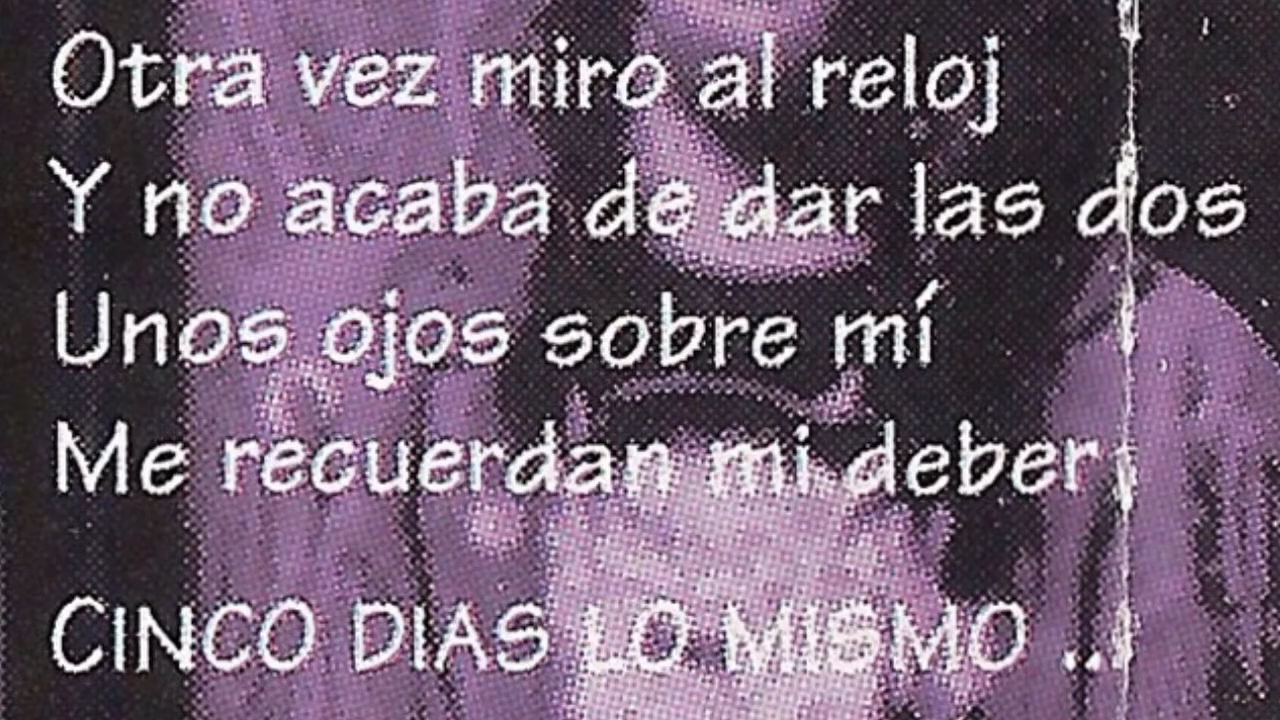 Otra vez miro al reloj
Y no acaba de dar las dos
Unos ojos sobre mí
Me recuerdan mi deber
CINCO DIAS LO MISMO ...